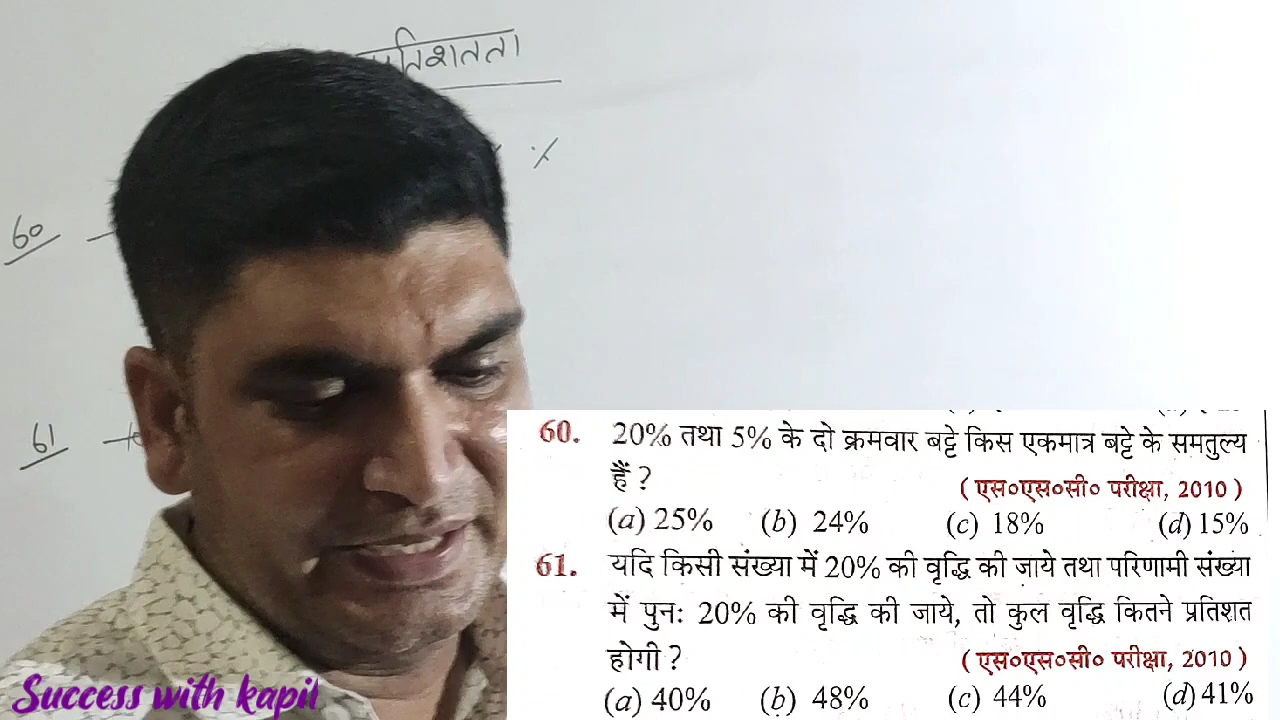 प्रतिशतता
%
60
61
60. 20% तथा 5% के दो क्रमवार बट्टे किस एकमात्र बट्टे के समतुल्य
हैं ? (एस०एस०सी० परीक्षा, 2010)
(a) 25% (b) 24% (c) 18% (d) 15%
61. यदि किसी संख्या में 20% की वृद्धि की जाये तथा परिणामी संख्या
में पुनः 20% की वृद्धि की जाये, तो कुल वृद्धि कितने प्रतिशत
होगी ? (एस०एस०सी० परीक्षा, 2010)
(a) 40% (b) 48% (c) 44% (d) 41%
Success with kapil